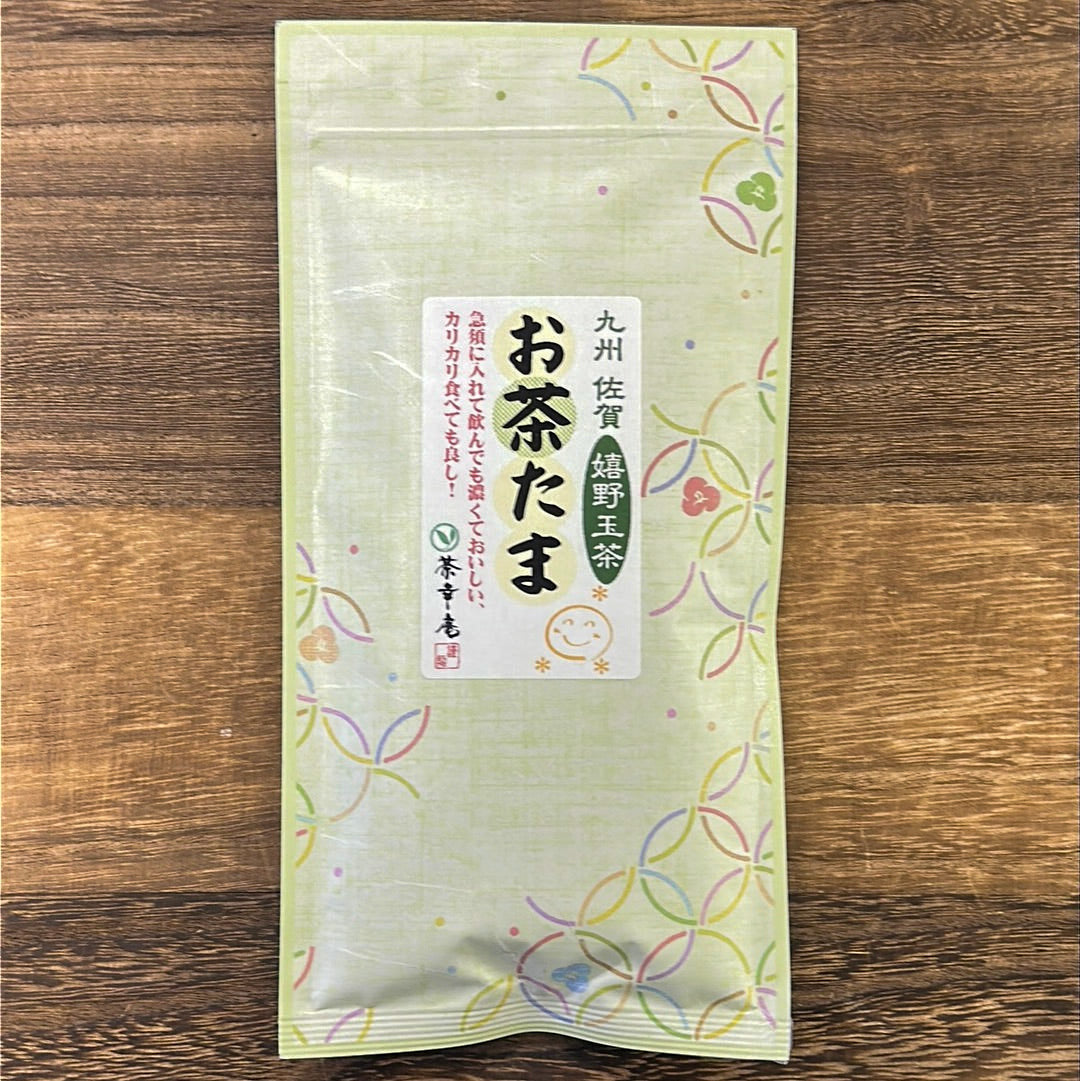 九州 佐賀
嬉野玉茶
お茶たま
急須に入れて飲んでも濃くておいしい、
カリカリ食べても良し！
茶幸庵